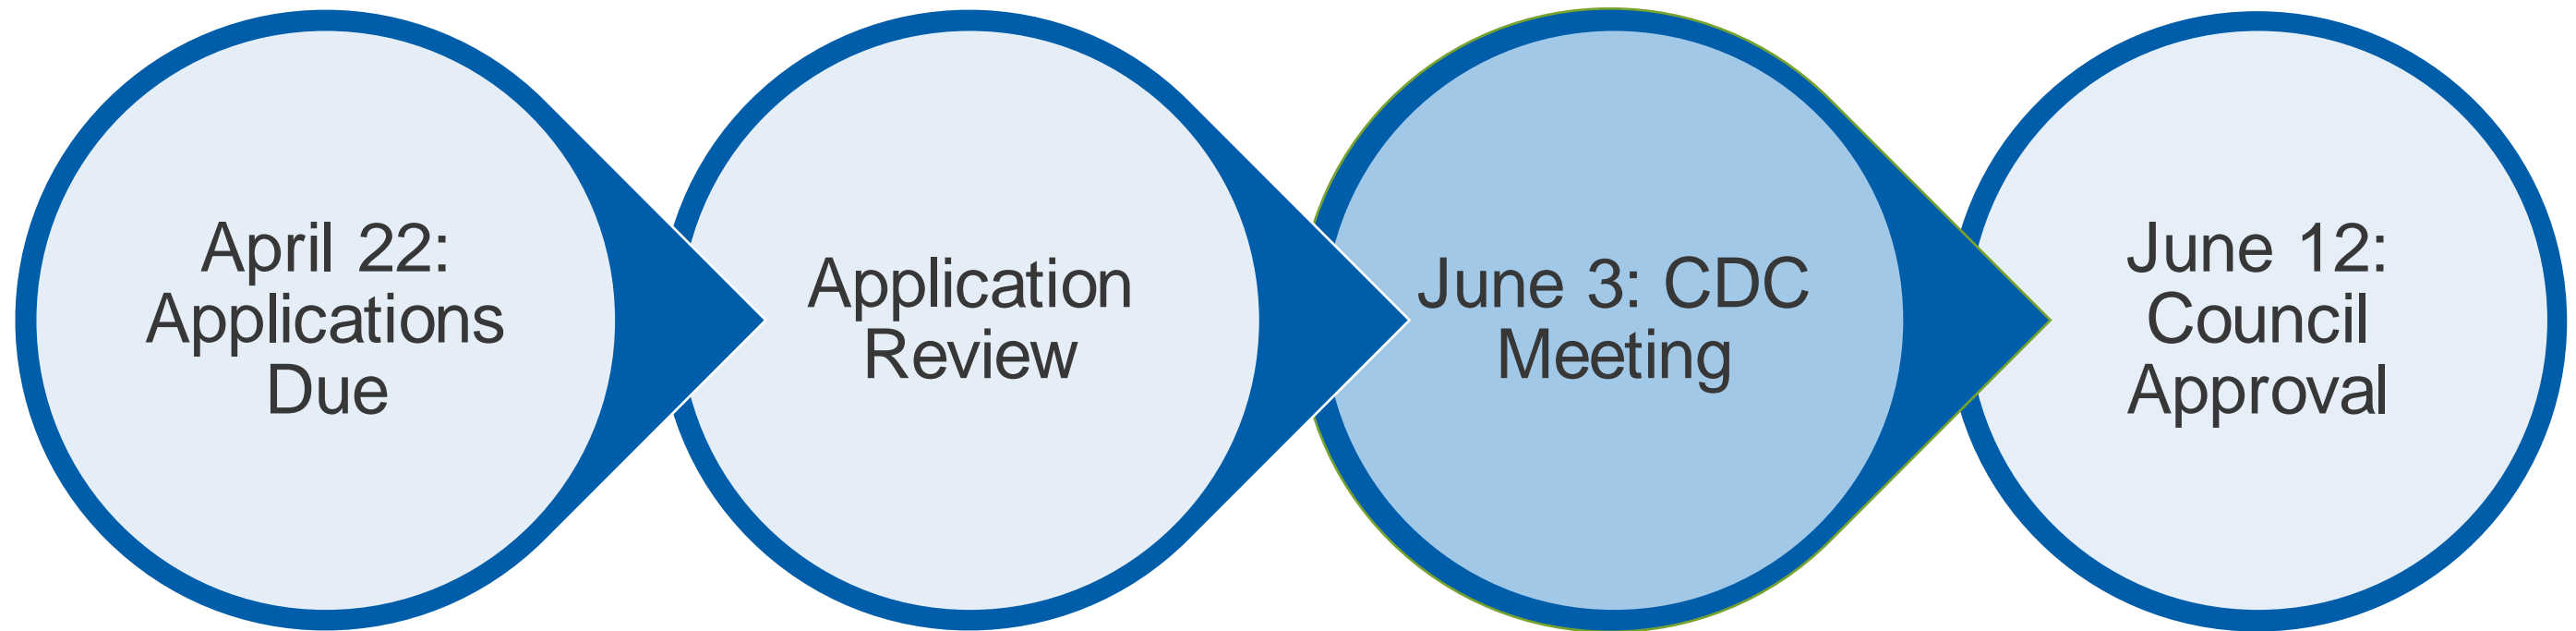 April 22:
Applications
Due
Application
Review
June 3: CDC
Meeting
June 12:
Council
Approval